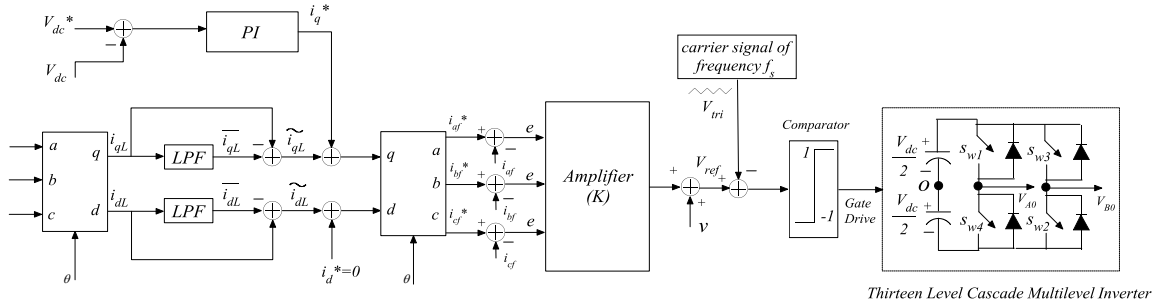 V_dc*
−
V_dc
PI
i_q*
a
b
c
q
d
θ
i_qL
i_dL
LPF
LPF
i_qL
i_dL
−
−
ĩ_qL
ĩ_dL
i_d*=0
q
d
a
b
c
θ
i_af*
i_bf*
i_cf*
+
−
i_af
+
−
i_bf
+
−
i_cf
e
e
e
Amplifier
(K)
+
+
v
V_ref
+
−
carrier signal of
frequency f_s
V_tri
Comparator
1
-1
Gate
Drive
V_dc
2
+
−
O
V_dc
2
+
−
s_w1
s_w3
s_w4
s_w2
V_A0
V_B0
Thirteen Level Cascade Multilevel Inverter